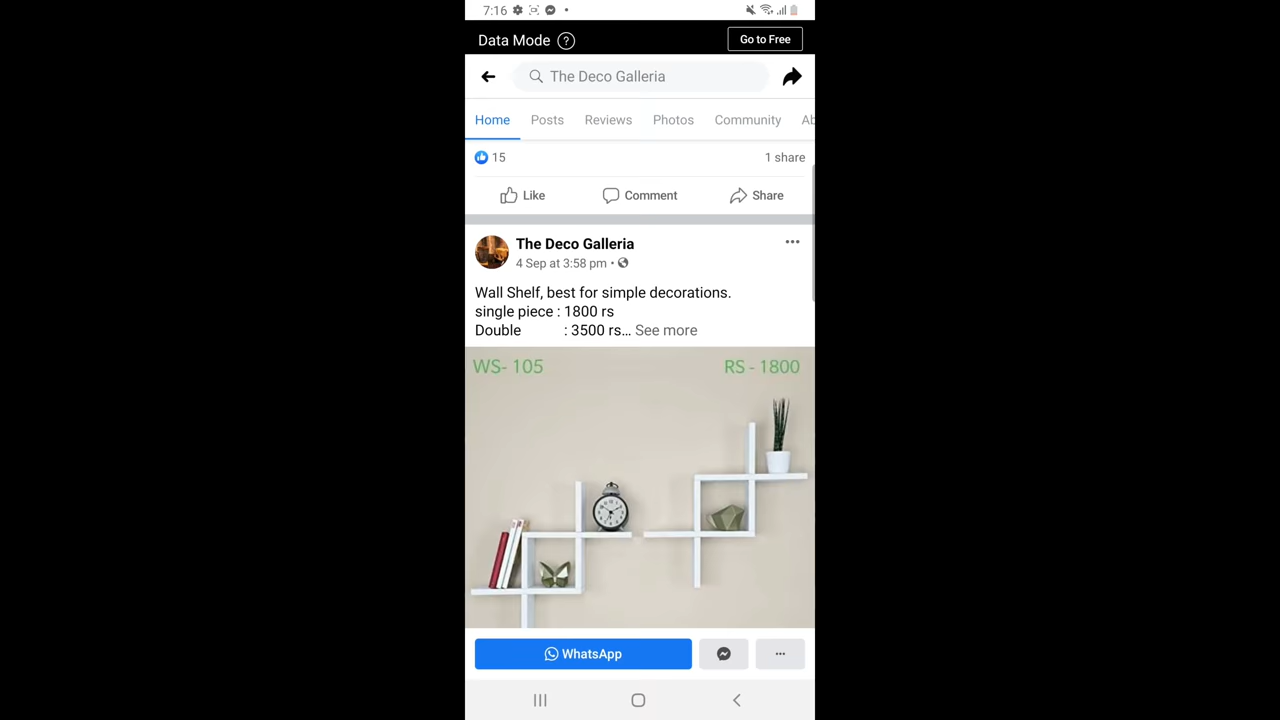 7:16
Data Mode ?
Go to Free
The Deco Galleria
Home Posts Reviews Photos Community Ab
15
1 share
Like Comment Share
The Deco Galleria
4 Sep at 3:58 pm •
Wall Shelf, best for simple decorations.
single piece : 1800 rs
Double : 3500 rs... See more
WS- 105
RS - 1800
WhatsApp